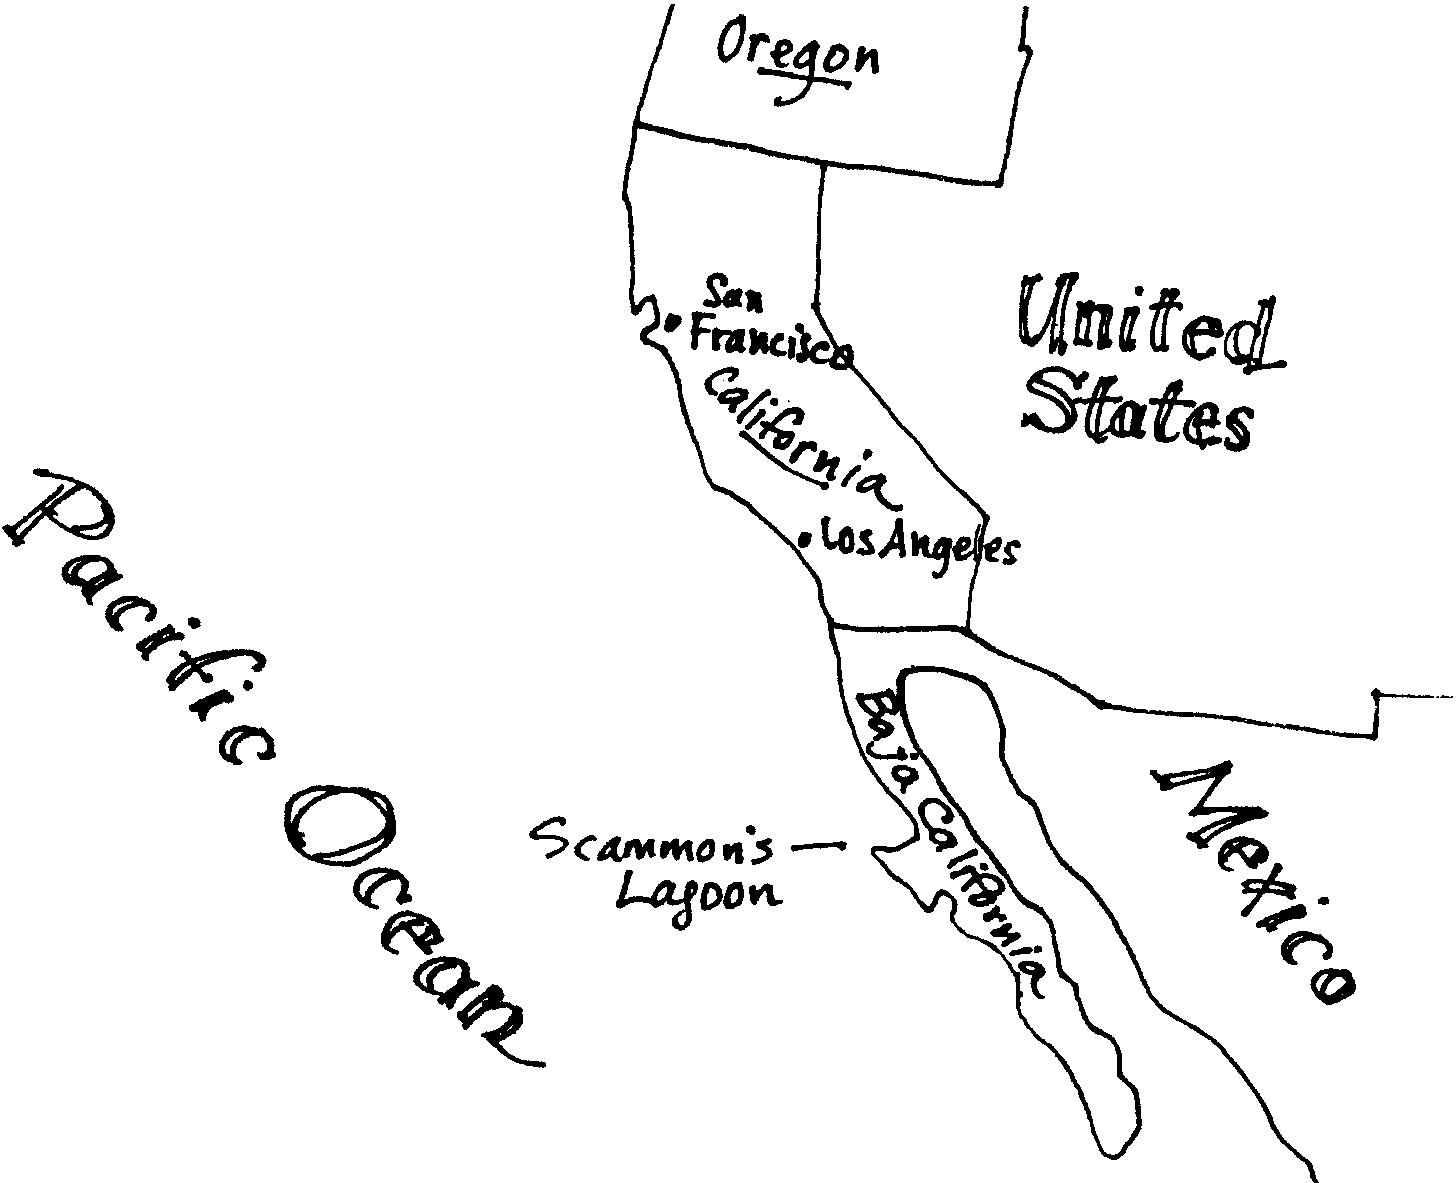 Oregon
San
Francisco
California
United
States
Los Angeles
Pacific Ocean
Baja California
Scammon's
Lagoon
Mexico